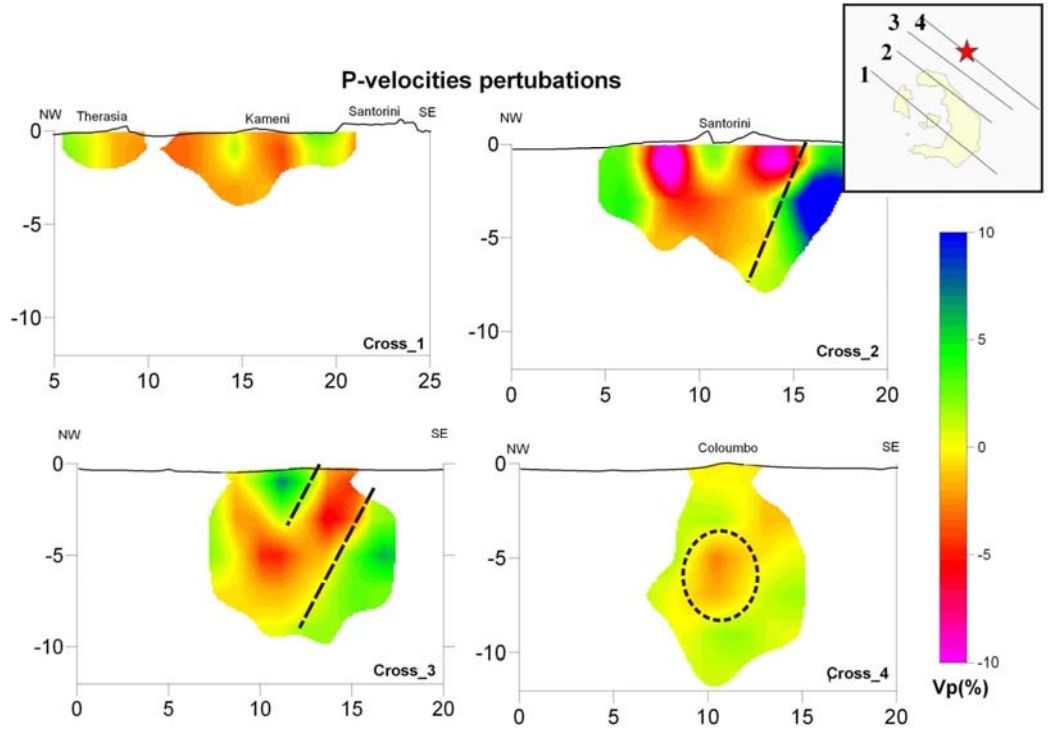 P-velocities pertubations
3 4
2
1
NW Therasia Kameni Santorini SE
0
-5
-10
Cross_1
5 10 15 20 25
NW Santorini
0
-5
-10
Cross_2
0 5 10 15 20
NW SE
0
-5
-10
Cross_3
0 5 10 15 20
NW Coloumbo SE
0
-5
-10
Cross_4
0 5 10 15 20
10
5
0
-5
-10
Vp(%)